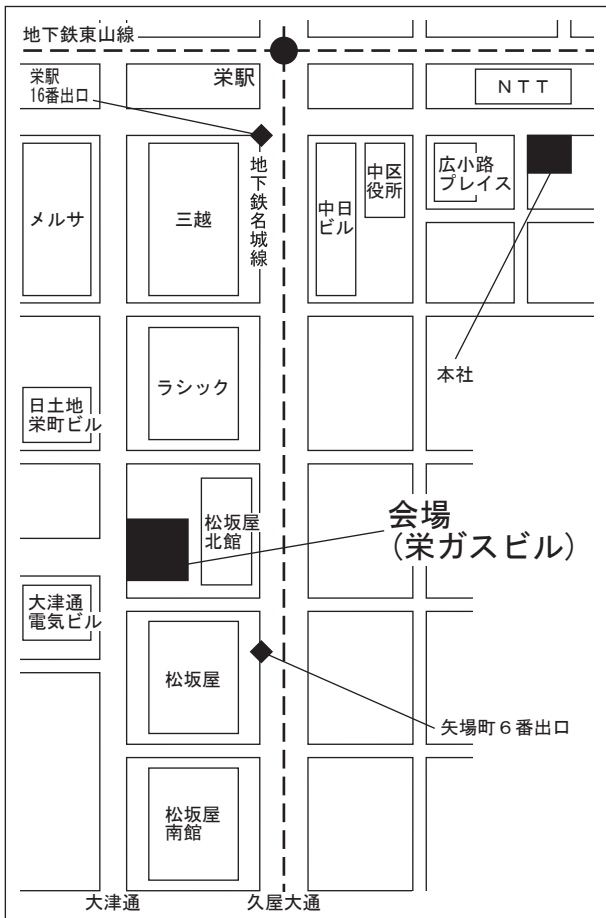 地下鉄東山線
栄駅
16番出口
栄駅
NTT
地下鉄名城線
メルサ
三越
中日
ビル
中区
役所
広小路
プレイス
本社
ラシック
日土地
栄町ビル
松坂屋
北館
会場
(栄ガスビル)
大津通
電気ビル
松坂屋
矢場町6番出口
松坂屋
南館
大津通
久屋大通